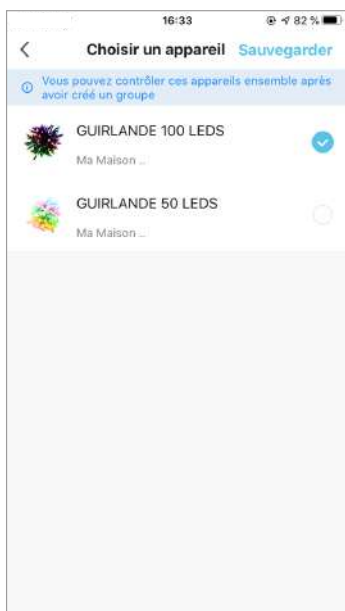 16:33
82 %
Choisir un appareil
Sauvegarder
Vous pouvez contrôler ces appareils ensemble après
avoir créé un groupe
GUIRLANDE 100 LEDS
Ma Maison ...
GUIRLANDE 50 LEDS
Ma Maison ...